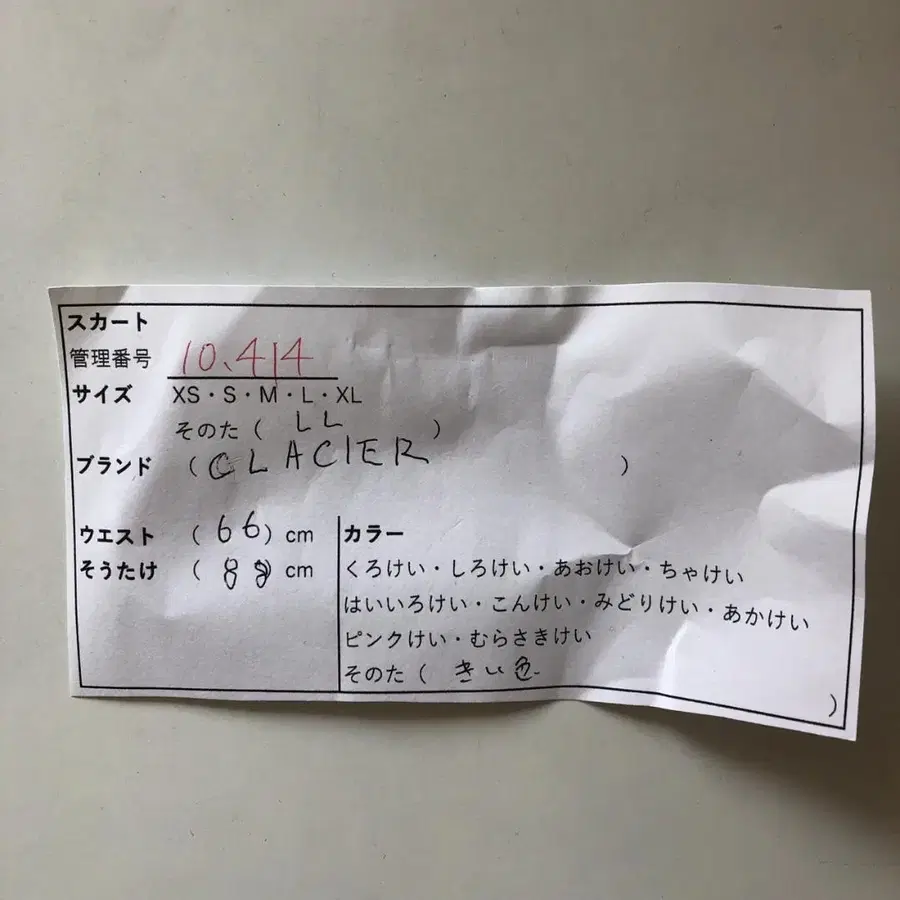 スカート
管理番号 10.414
サイズ XS・S・M・L・XL
そのた ( LL )
ブランド ( GLACIER )
ウエスト ( 66 ) cm
そうたけ ( ) cm
カラー
くろけい・しろけい・あおけい・ちゃけい
はいいろけい・こんけい・みどりけい・あかけい
ピンクけい・むらさきけい
そのた ( きい色 )